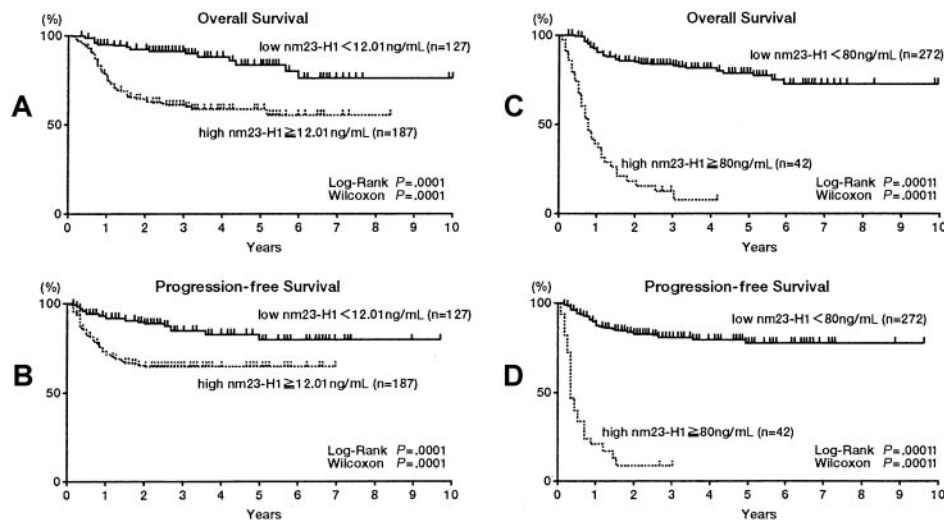 (%) Overall Survival
100
low nm23-H1<12.01ng/mL (n=127)
A
50
high nm23-H1≧12.01ng/mL (n=187)
Log-Rank P=.0001
Wilcoxon P=.0001
0
0 1 2 3 4 5 6 7 8 9 10
Years
(%) Progression-free Survival
100
low nm23-H1<12.01ng/mL (n=127)
B
high nm23-H1≧12.01ng/mL (n=187)
50
Log-Rank P=.0001
Wilcoxon P=.0001
0
0 1 2 3 4 5 6 7 8 9 10
Years
(%) Overall Survival
100
low nm23-H1<80ng/mL (n=272)
C
50
high nm23-H1≧80ng/mL (n=42)
Log-Rank P=.00011
Wilcoxon P=.00011
0
0 1 2 3 4 5 6 7 8 9 10
Years
(%) Progression-free Survival
100
low nm23-H1<80ng/mL (n=272)
D
50
high nm23-H1≧80ng/mL (n=42)
Log-Rank P=.00011
Wilcoxon P=.00011
0
0 1 2 3 4 5 6 7 8 9 10
Years